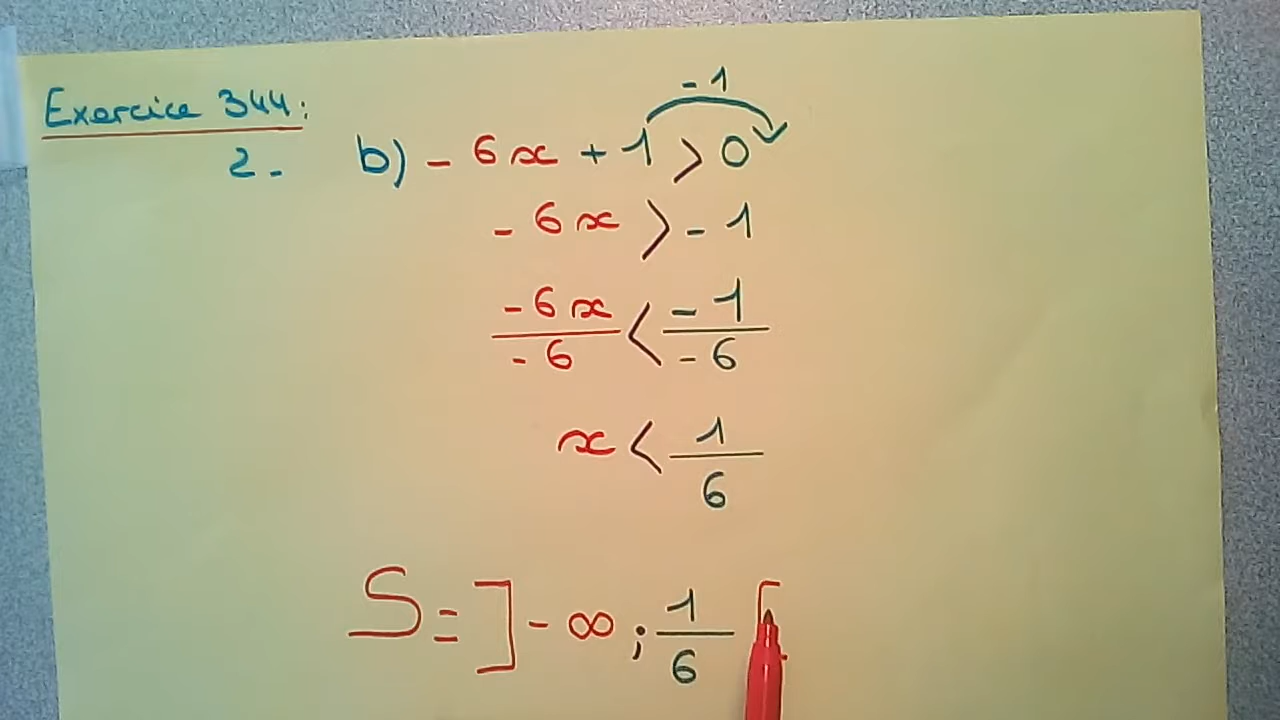 Exercice 344:
- 1
2. b) - 6x + 1 > 0
- 6x > - 1
- 6x / - 6 < - 1 / - 6
x < 1 / 6
S = ] - ∞ ; 1 / 6 [